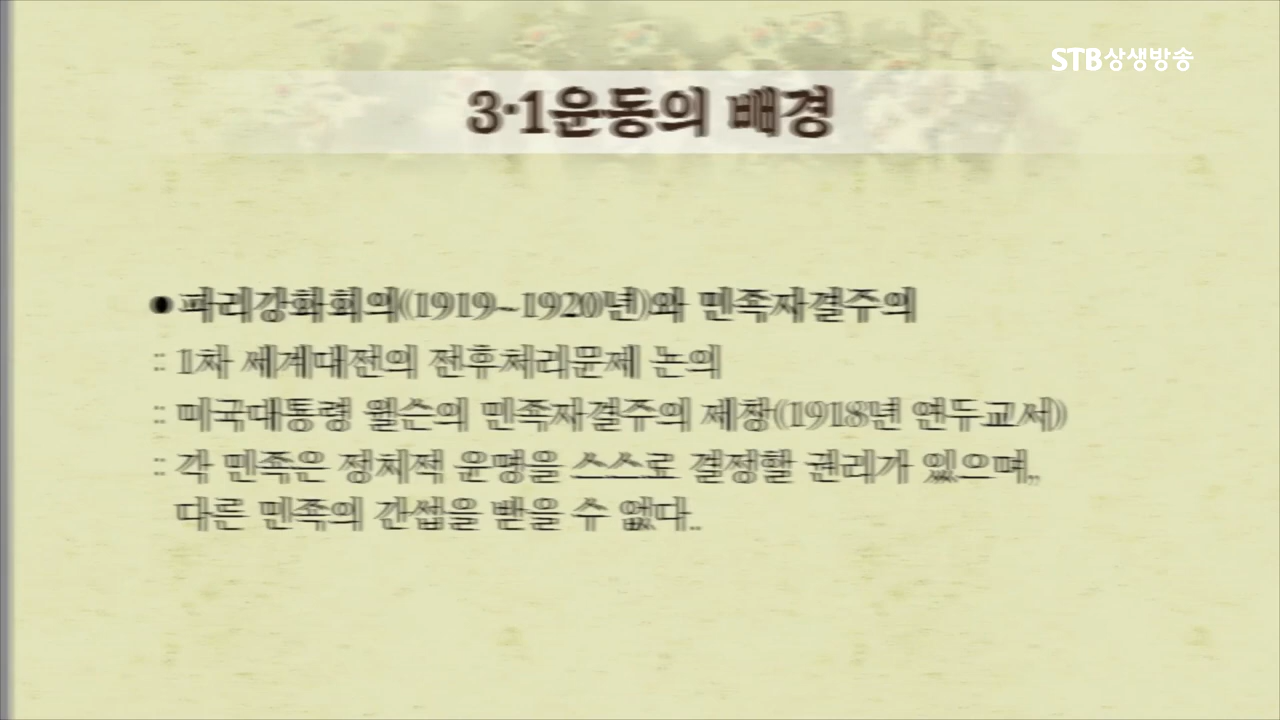 STB상생방송
3·1운동의 배경
● 파리강화회의(1919~1920년)와 민족자결주의
:: 1차 세계대전의 전후처리문제 논의
:: 미국대통령 윌슨의 민족자결주의 제창(1918년 연두교서)
:: 각 민족은 정치적 운명을 스스로 결정할 권리가 있으며,
다른 민족의 간섭을 받을 수 없다.